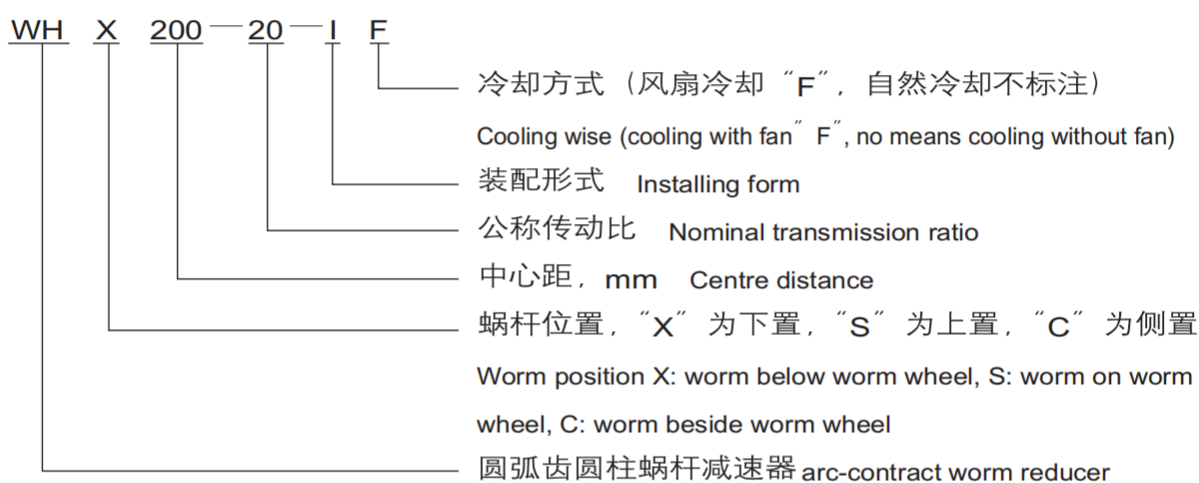 WH X 200—20—I F
冷却方式（风扇冷却 "F"，自然冷却不标注）
Cooling wise (cooling with fan" F", no means cooling without fan)
装配形式 Installing form
公称传动比 Nominal transmission ratio
中心距，mm Centre distance
蜗杆位置，"X" 为下置，"S" 为上置，"C" 为侧置
Worm position X: worm below worm wheel, S: worm on worm
wheel, C: worm beside worm wheel
圆弧齿圆柱蜗杆减速器 arc-contract worm reducer